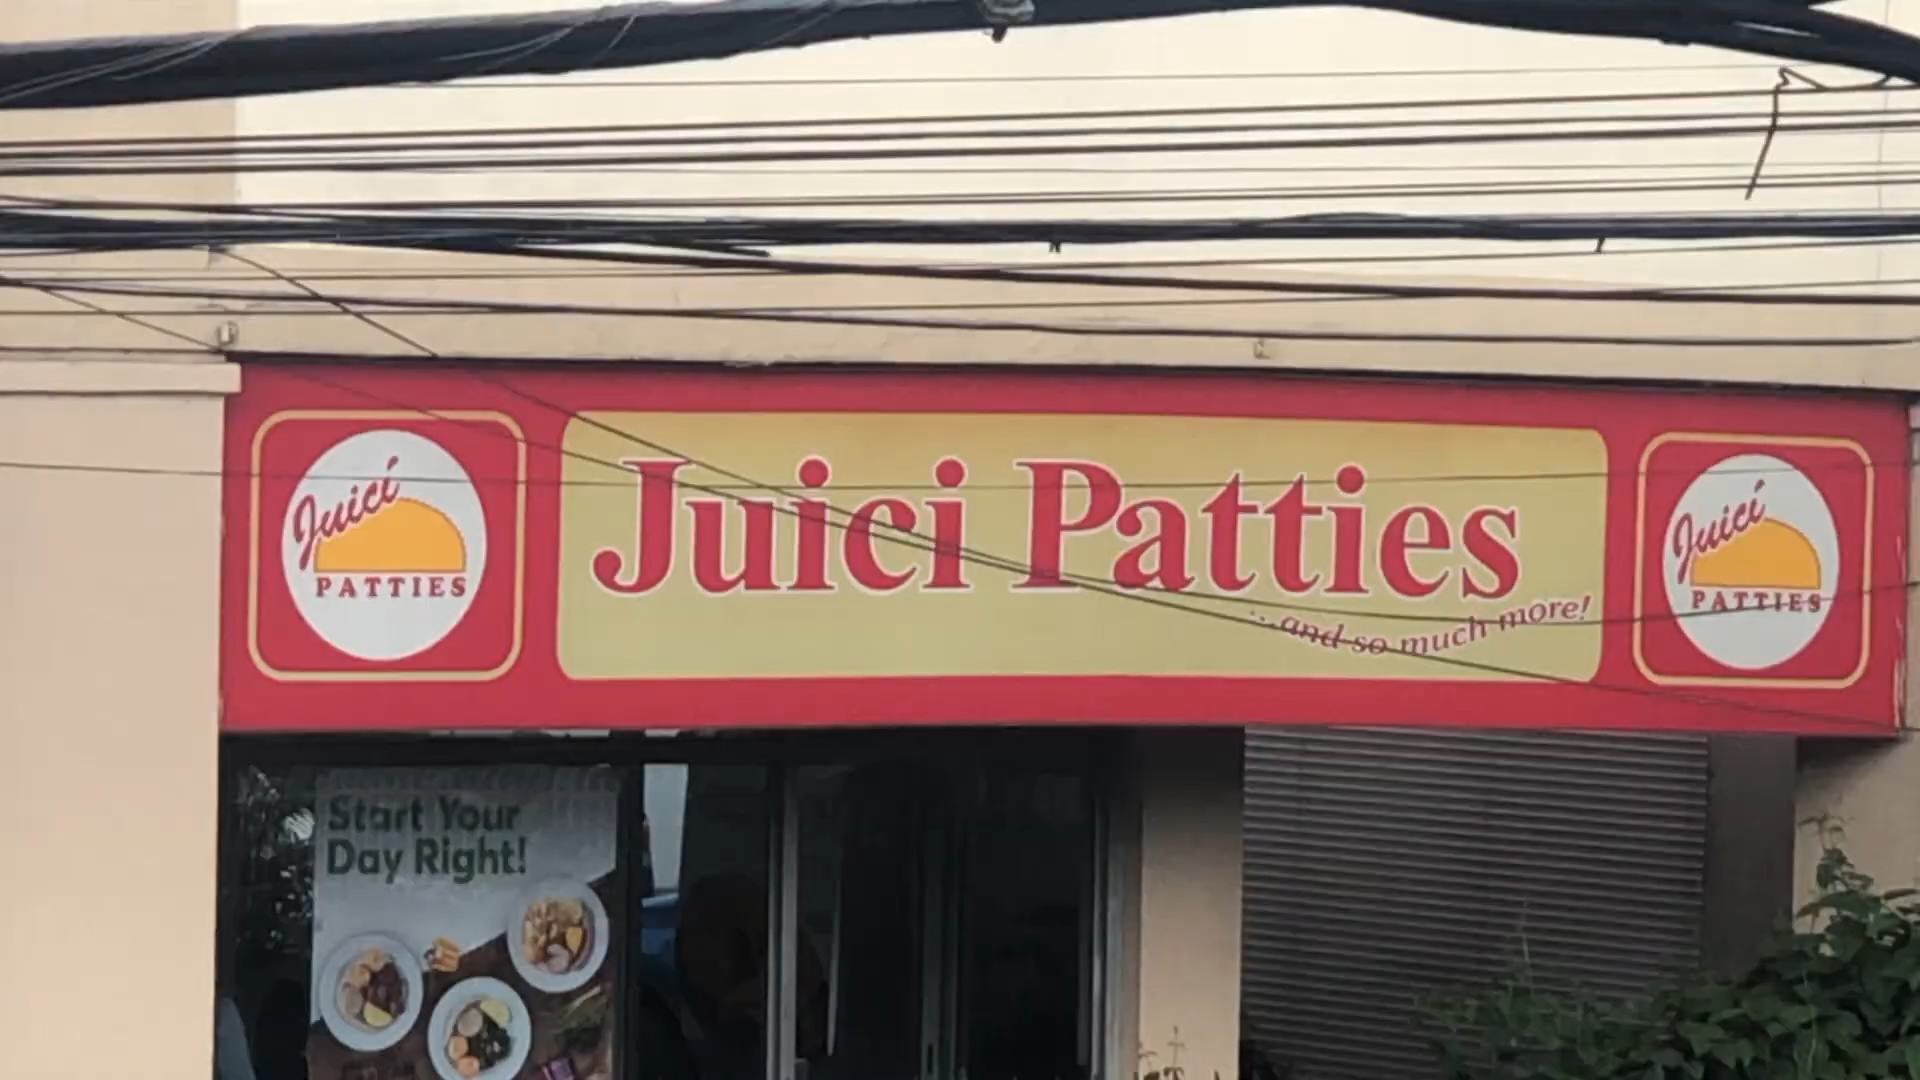 Juici
PATTIES
Juici Patties
...and so much more!
Juici
PATTIES
Start Your
Day Right!